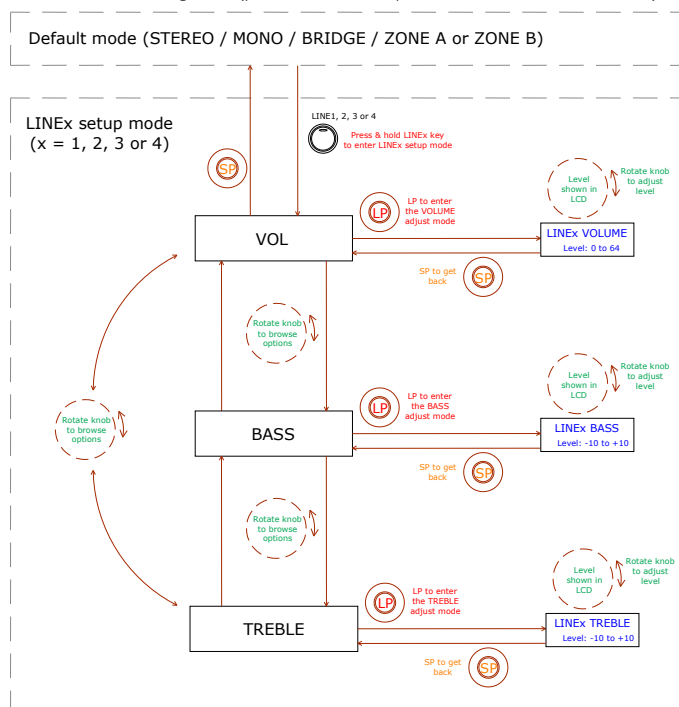 Default mode (STEREO / MONO / BRIDGE / ZONE A or ZONE B)
LINEx setup mode
(x = 1, 2, 3 or 4)
LINE1, 2, 3 or 4
Press & hold LINEx key
to enter LINEx setup mode
SP
LP
LP to enter
the VOLUME
adjust mode
Level
shown in
LCD
Rotate knob
to adjust
level
VOL
LINEx VOLUME
Level: 0 to 64
SP to get
back
SP
Rotate knob
to browse
options
Rotate knob
to browse
options
LP
LP to enter
the BASS
adjust mode
Level
shown in
LCD
Rotate knob
to adjust
level
BASS
LINEx BASS
Level: -10 to +10
SP to get
back
SP
Rotate knob
to browse
options
LP
LP to enter
the TREBLE
adjust mode
Level
shown in
LCD
Rotate knob
to adjust
level
TREBLE
LINEx TREBLE
Level: -10 to +10
SP to get
back
SP